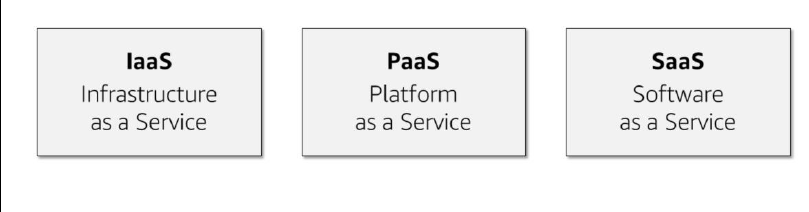 IaaS
Infrastructure
as a Service
PaaS
Platform
as a Service
SaaS
Software
as a Service